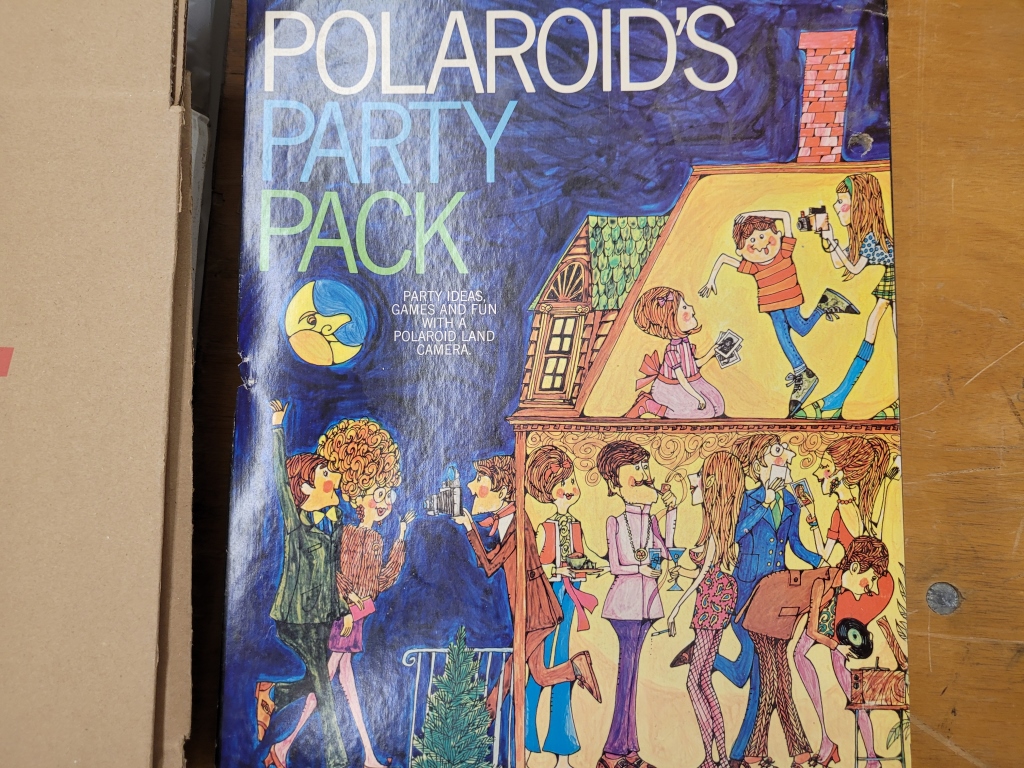 POLAROID'S
PARTY
PACK
PARTY IDEAS,
GAMES AND FUN
WITH A
POLAROID LAND
CAMERA.